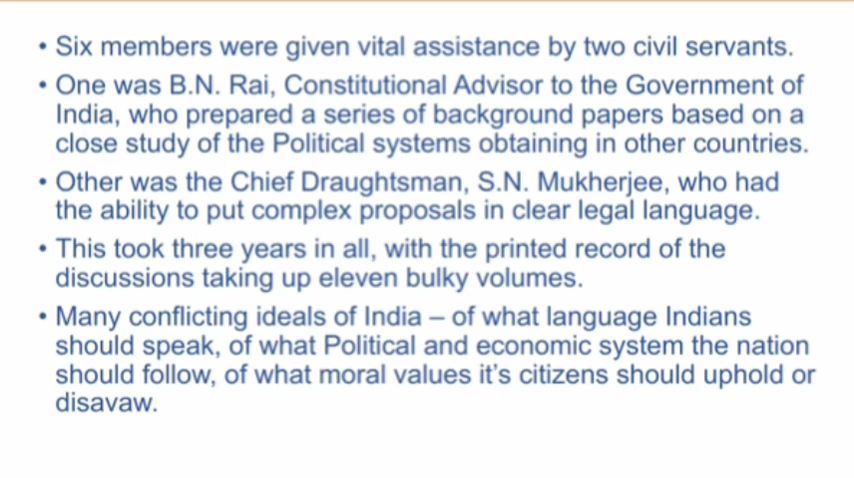 • Six members were given vital assistance by two civil servants.
• One was B.N. Rai, Constitutional Advisor to the Government of
India, who prepared a series of background papers based on a
close study of the Political systems obtaining in other countries.
• Other was the Chief Draughtsman, S.N. Mukherjee, who had
the ability to put complex proposals in clear legal language.
• This took three years in all, with the printed record of the
discussions taking up eleven bulky volumes.
• Many conflicting ideals of India – of what language Indians
should speak, of what Political and economic system the nation
should follow, of what moral values it's citizens should uphold or
disavaw.